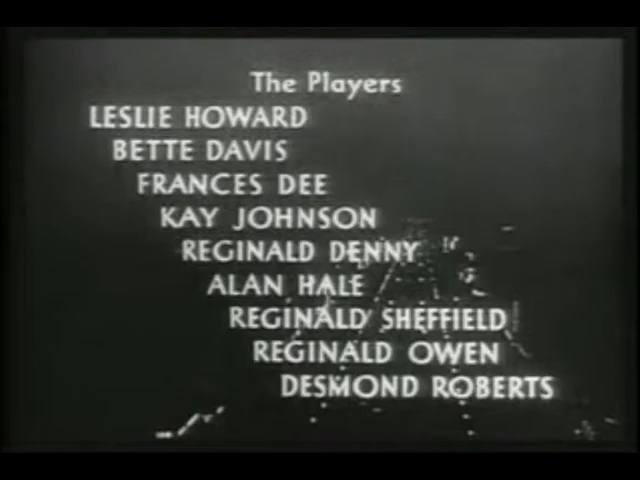 The Players
LESLIE HOWARD
BETTE DAVIS
FRANCES DEE
KAY JOHNSON
REGINALD DENNY
ALAN HALE
REGINALD SHEFFIELD
REGINALD OWEN
DESMOND ROBERTS